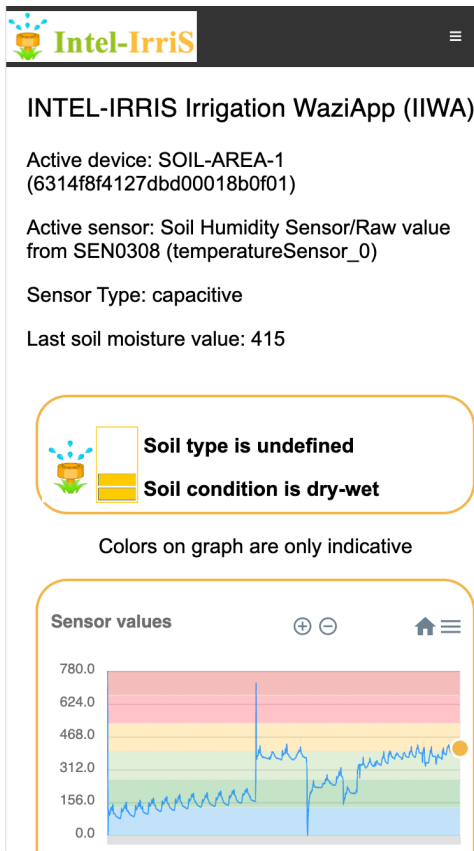 Intel-IrriS
INTEL-IRRIS Irrigation WaziApp (IIWA)
Active device: SOIL-AREA-1
(6314f8f4127dbd00018b0f01)
Active sensor: Soil Humidity Sensor/Raw value
from SEN0308 (temperatureSensor_0)
Sensor Type: capacitive
Last soil moisture value: 415
Soil type is undefined
Soil condition is dry-wet
Colors on graph are only indicative
Sensor values
780.0
624.0
468.0
312.0
156.0
0.0